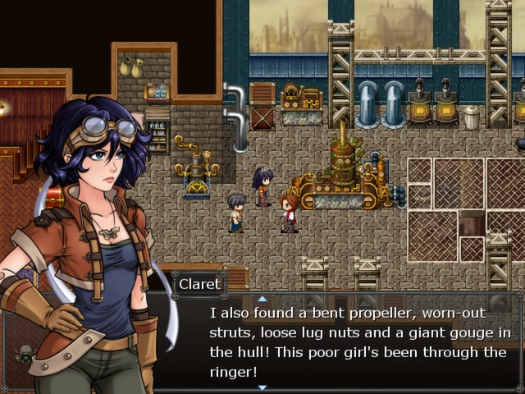 Claret
I also found a bent propeller, worn-out
struts, loose lug nuts and a giant gouge in
the hull! This poor girl's been through the
ringer!